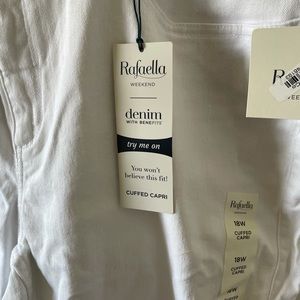 Rafaella
WEEKEND
denim
WITH BENEFITS
try me on
You won't
believe this fit!
CUFFED CAPRI
Rafaella
18W
CUFFED
CAPRI
18W
CUFFED
CAPRI